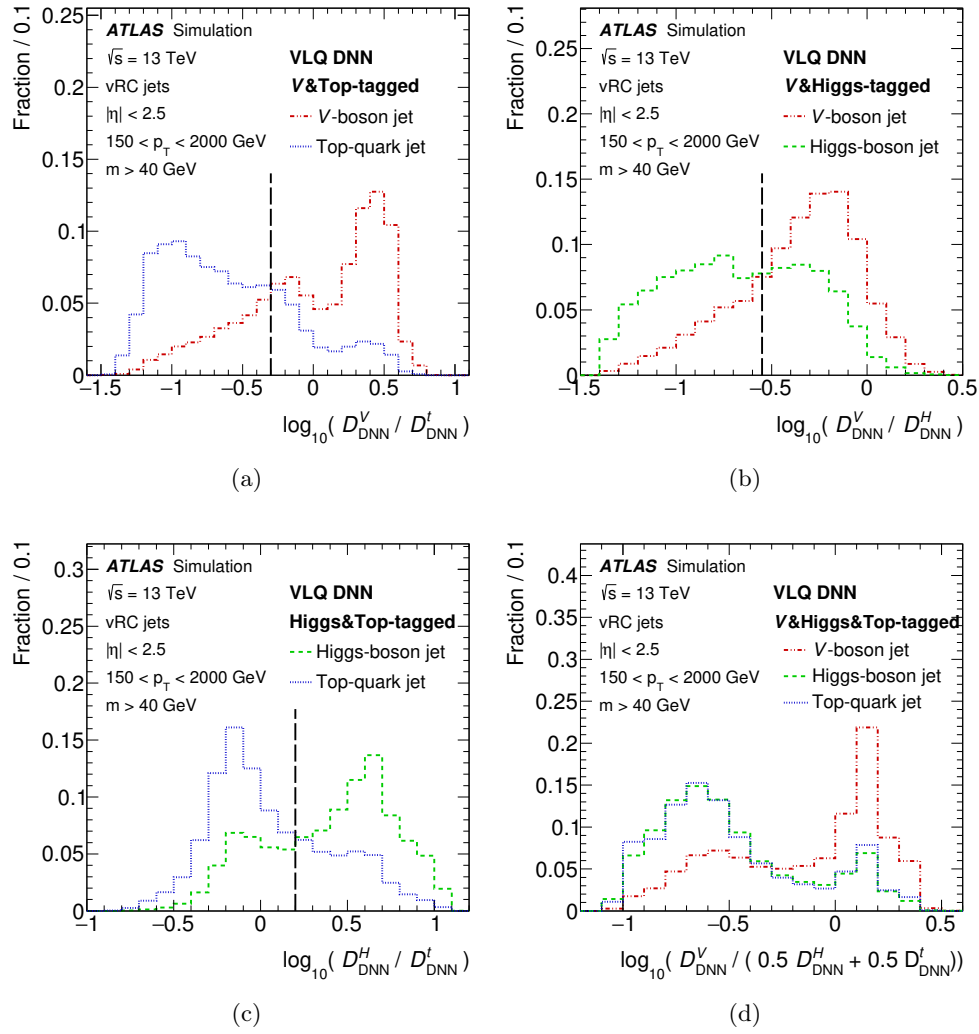 Fraction / 0.1
ATLAS Simulation
√s = 13 TeV
vRC jets
|η| < 2.5
150 < p_T < 2000 GeV
m > 40 GeV
VLQ DNN
V&Top-tagged
V-boson jet
Top-quark jet
0.25
0.2
0.15
0.1
0.05
0
−1.5 −1 −0.5 0 0.5 1
log₁₀( D^V_DNN / D^t_DNN )
(a)
Fraction / 0.1
ATLAS Simulation
√s = 13 TeV
vRC jets
|η| < 2.5
150 < p_T < 2000 GeV
m > 40 GeV
VLQ DNN
V&Higgs-tagged
V-boson jet
Higgs-boson jet
0.25
0.2
0.15
0.1
0.05
0
−1.5 −1 −0.5 0 0.5
log₁₀( D^V_DNN / D^H_DNN )
(b)
Fraction / 0.1
ATLAS Simulation
√s = 13 TeV
vRC jets
|η| < 2.5
150 < p_T < 2000 GeV
m > 40 GeV
VLQ DNN
Higgs&Top-tagged
Higgs-boson jet
Top-quark jet
0.3
0.25
0.2
0.15
0.1
0.05
0
−1 −0.5 0 0.5 1
log₁₀( D^H_DNN / D^t_DNN )
(c)
Fraction / 0.1
ATLAS Simulation
√s = 13 TeV
vRC jets
|η| < 2.5
150 < p_T < 2000 GeV
m > 40 GeV
VLQ DNN
V&Higgs&Top-tagged
V-boson jet
Higgs-boson jet
Top-quark jet
0.4
0.35
0.3
0.25
0.2
0.15
0.1
0.05
0
−1 −0.5 0 0.5
log₁₀( D^V_DNN / ( 0.5 D^H_DNN + 0.5 D^t_DNN))
(d)